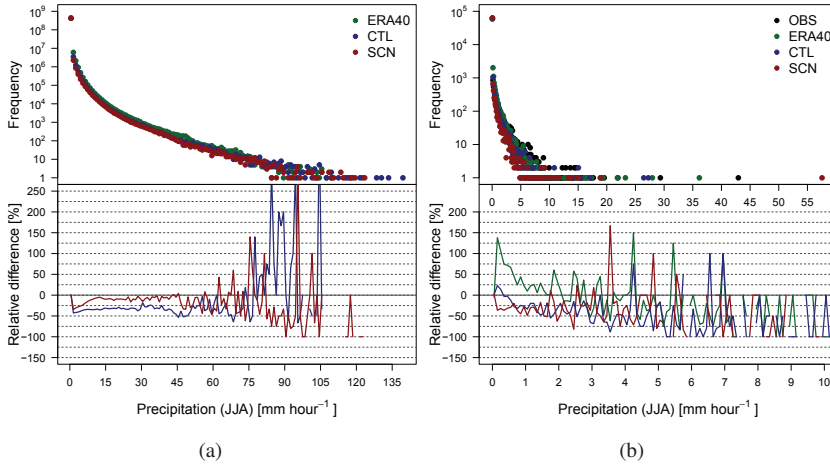 10⁹
10⁸
10⁷
10⁶
10⁵
10⁴
10³
10²
10
1
Frequency
ERA40
CTL
SCN
250
200
150
100
50
0
−50
−100
−150
Relative difference [%]
0 15 30 45 60 75 90 105 120 135
Precipitation (JJA) [mm hour⁻¹ ]
(a)
10⁵
10⁴
10³
10²
10
1
Frequency
OBS
ERA40
CTL
SCN
0 5 10 15 20 25 30 35 40 45 50 55
200
150
100
50
0
−50
−100
−150
Relative difference [%]
0 1 2 3 4 5 6 7 8 9 10
Precipitation (JJA) [mm hour⁻¹ ]
(b)